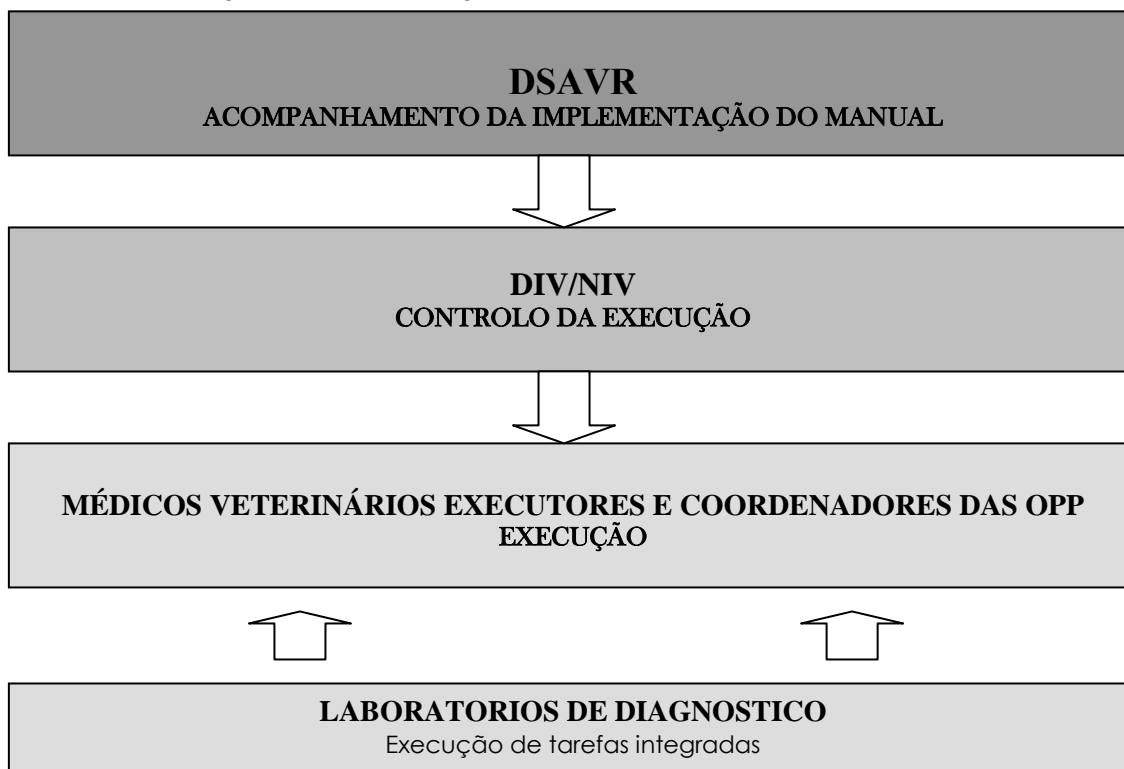 DSAVR
ACOMPANHAMENTO DA IMPLEMENTAÇÃO DO MANUAL
DIV/NIV
CONTROLO DA EXECUÇÃO
MÉDICOS VETERINÁRIOS EXECUTORES E COORDENADORES DAS OPP
EXECUÇÃO
LABORATORIOS DE DIAGNOSTICO
Execução de tarefas integradas